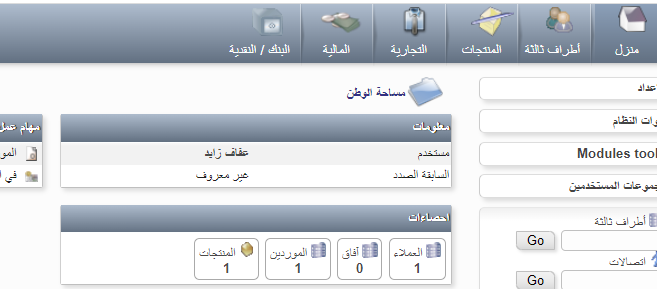 منزل
أطراف ثالثة
المنتجات
التجارية
المالية
البنك / النقدية
عداد
وات النظام
Modules tool
جموعات المستخدمين
أطراف ثالثة
Go
اتصالات
Go
مساحة الوطن
معلومات
مستخدم عفاف زايد
السابقة الصدد غير معروف
احصاءات
العملاء
1
آفاق
0
الموردين
1
المنتجات
1
مهام عمل
المو
في